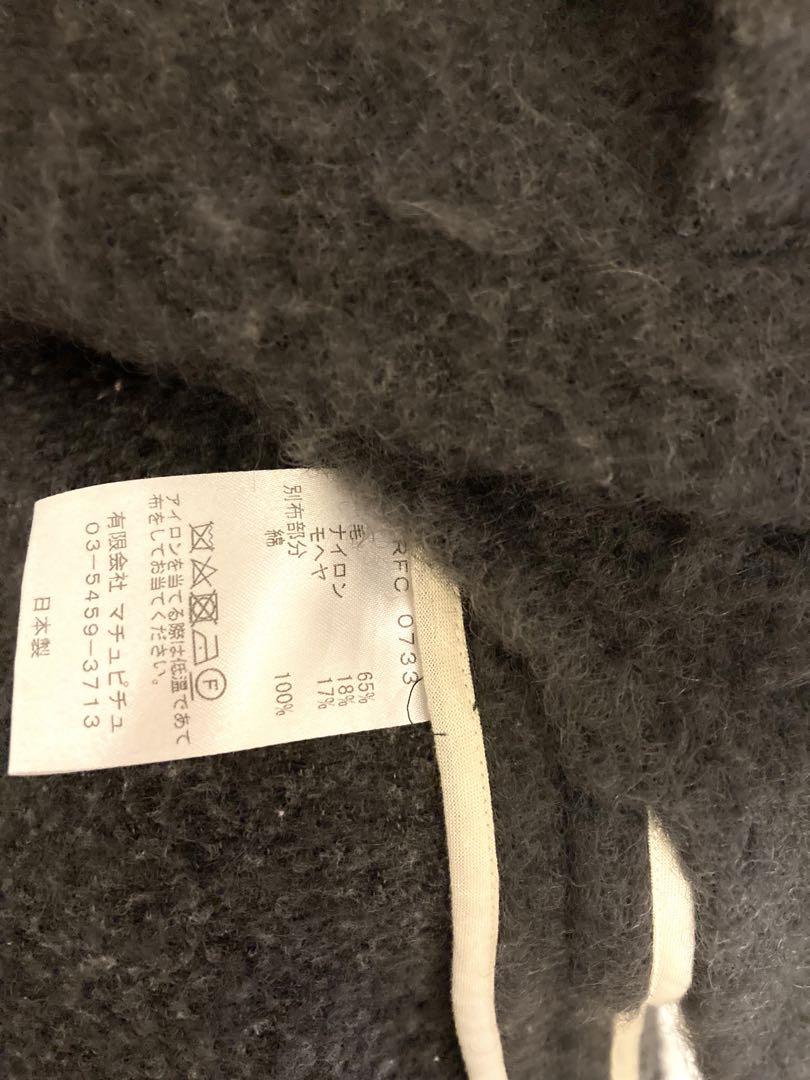 RFC 0733
毛 65%
ナイロン 18%
モヘヤ 17%
別布部分
綿 100%
F
アイロンを当てる際は低温であて
布をしてお当てください。
有限会社 マチュピチュ
03-5459-3713
日本製